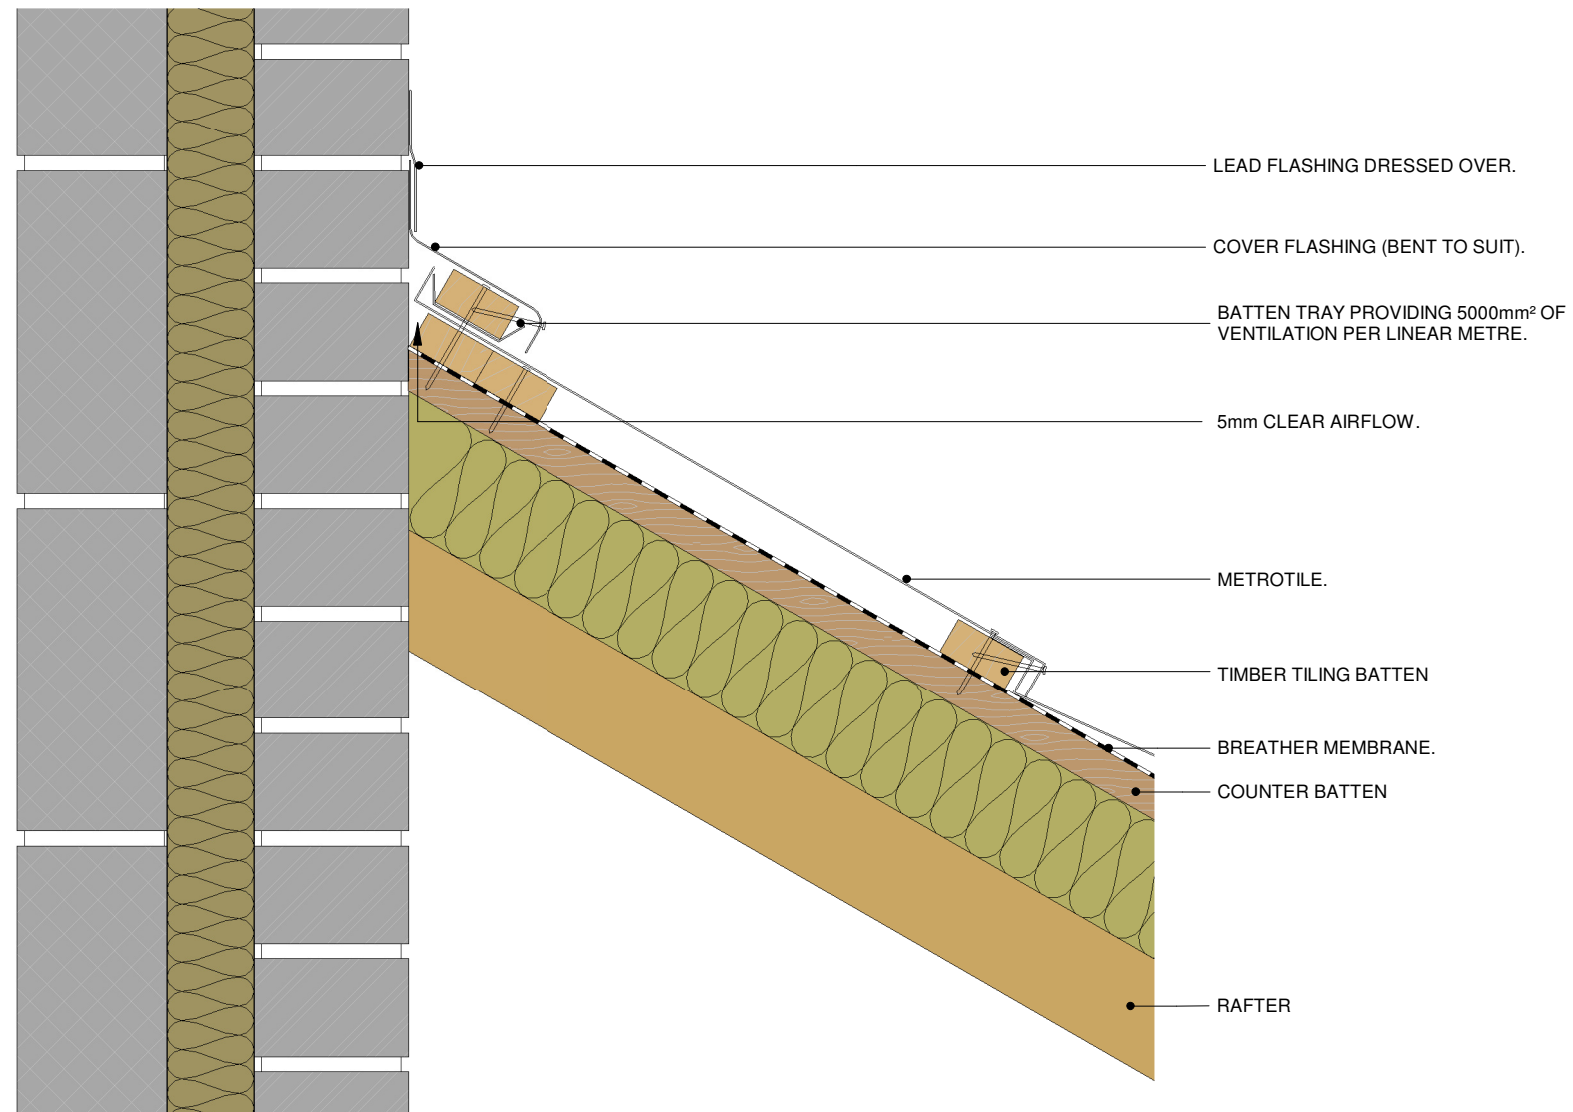 LEAD FLASHING DRESSED OVER.
COVER FLASHING (BENT TO SUIT).
BATTEN TRAY PROVIDING 5000mm² OF
VENTILATION PER LINEAR METRE.
5mm CLEAR AIRFLOW.
METROTILE.
TIMBER TILING BATTEN
BREATHER MEMBRANE.
COUNTER BATTEN
RAFTER